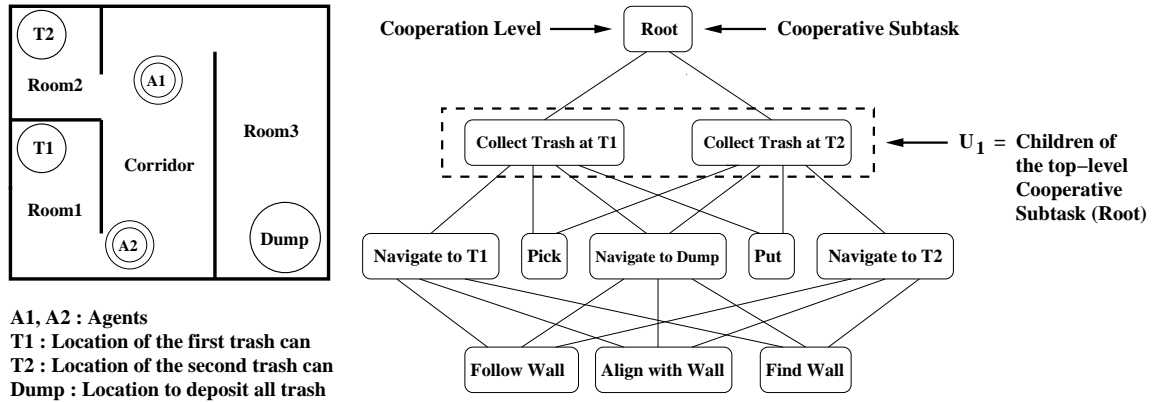 T2
Room2
A1
Room3
T1
Corridor
Room1
A2
Dump
A1, A2 : Agents
T1 : Location of the first trash can
T2 : Location of the second trash can
Dump : Location to deposit all trash
Cooperation Level
Root
Cooperative Subtask
Collect Trash at T1
Collect Trash at T2
U1 = Children of
the top−level
Cooperative
Subtask (Root)
Navigate to T1
Pick
Navigate to Dump
Put
Navigate to T2
Follow Wall
Align with Wall
Find Wall